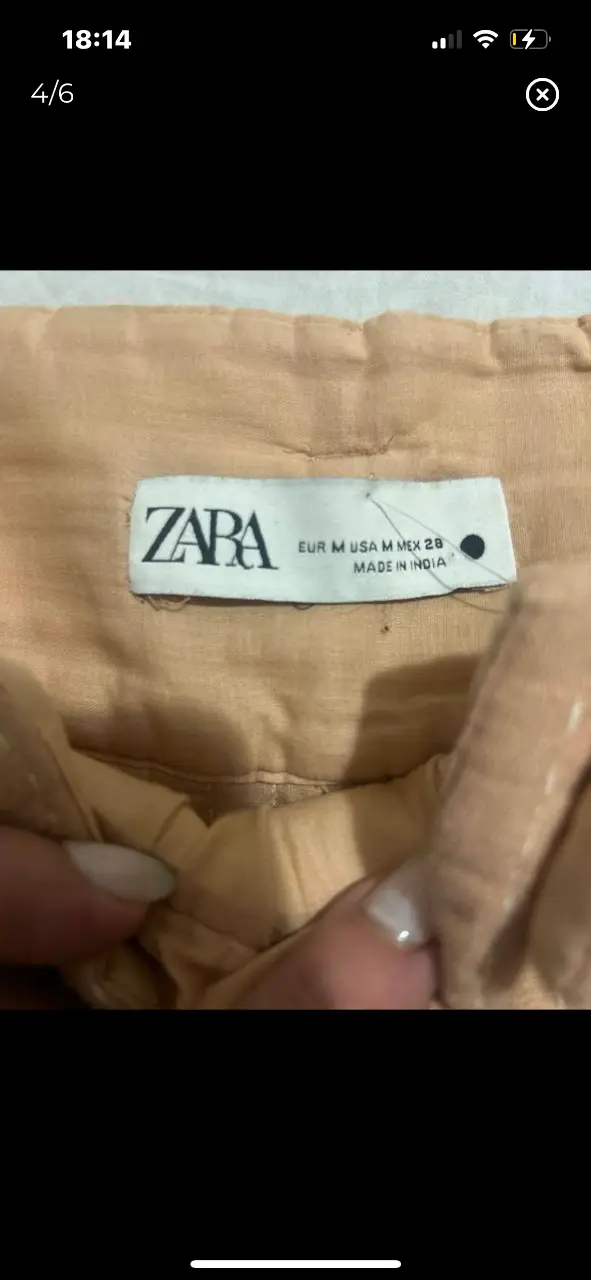 18:14
4/6
ZARA
EUR M USA M MEX 28
MADE IN INDIA